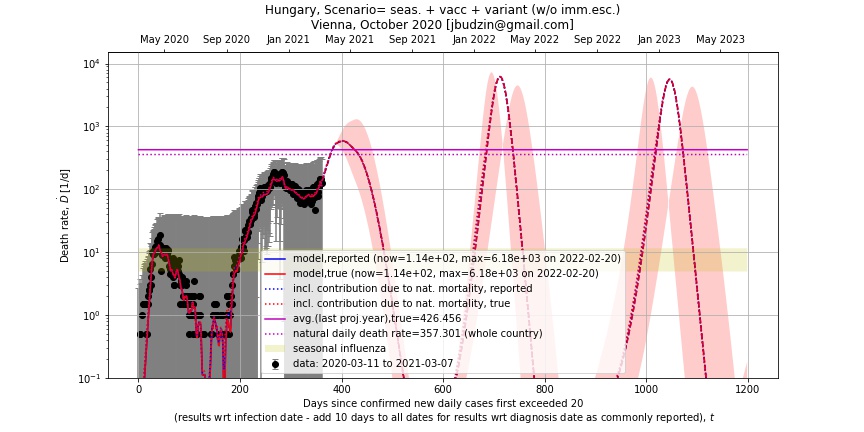 Hungary, Scenario= seas. + vacc + variant (w/o imm.esc.)
Vienna, October 2020 [jbudzin@gmail.com]
May 2020 Sep 2020 Jan 2021 May 2021 Sep 2021 Jan 2022 May 2022 Sep 2022 Jan 2023 May 2023
10⁴
10³
10²
10¹
10⁰
10⁻¹
Death rate, D [1/d]
model,reported (now=1.14e+02, max=6.18e+03 on 2022-02-20)
model,true (now=1.14e+02, max=6.18e+03 on 2022-02-20)
incl. contribution due to nat. mortality, reported
incl. contribution due to nat. mortality, true
avg.(last proj.year),true=426.456
natural daily death rate=357.301 (whole country)
seasonal influenza
data: 2020-03-11 to 2021-03-07
0 200 400 600 800 1000 1200
Days since confirmed new daily cases first exceeded 20
(results wrt infection date - add 10 days to all dates for results wrt diagnosis date as commonly reported), t